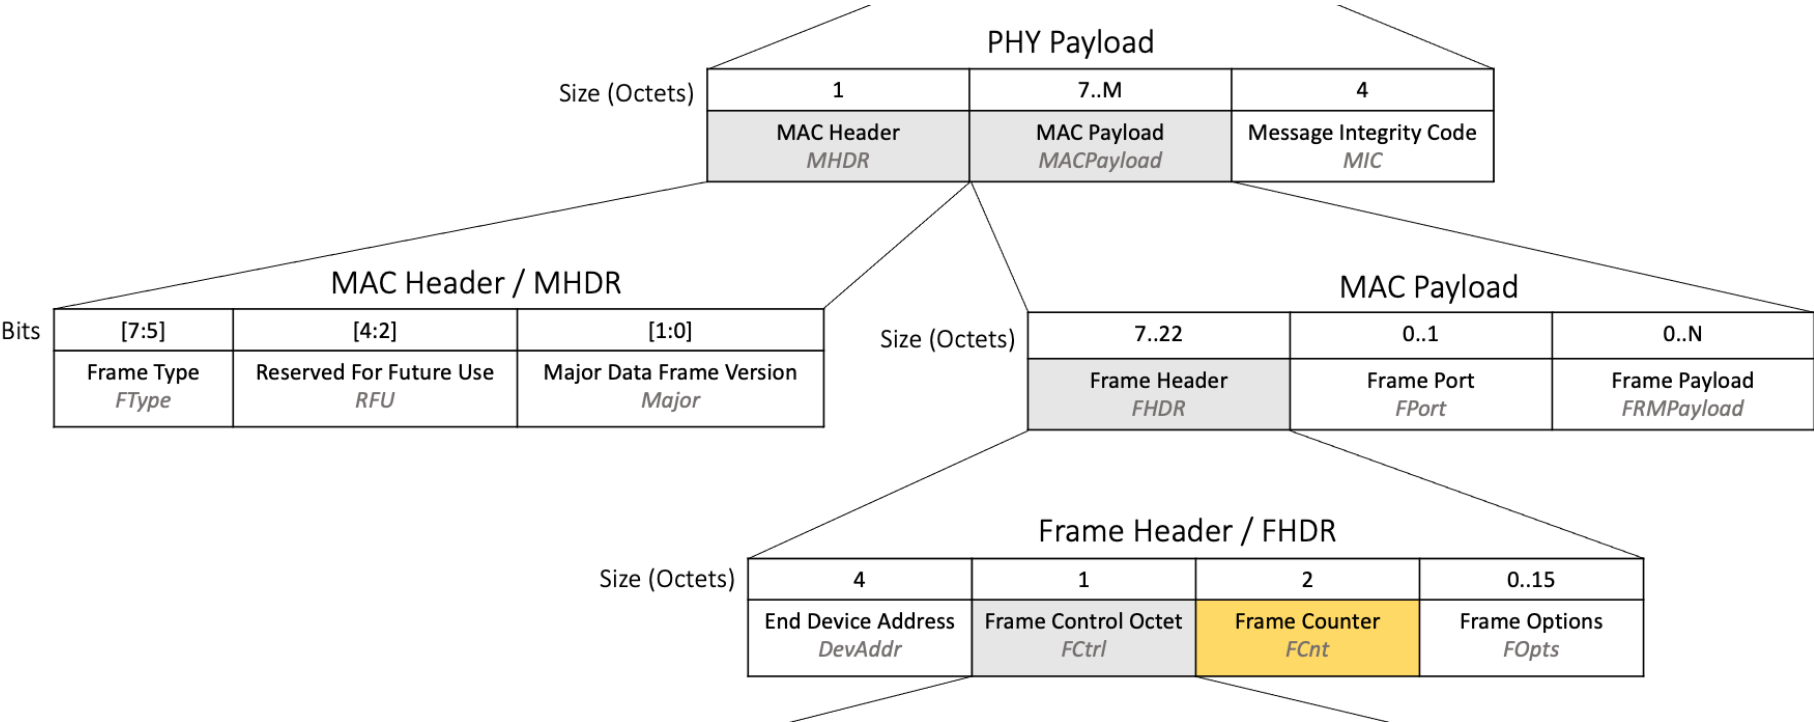 PHY Payload
Size (Octets) 1 7..M 4
MAC Header MAC Payload Message Integrity Code
MHDR MACPayload MIC
MAC Header / MHDR
Bits [7:5] [4:2] [1:0]
Frame Type Reserved For Future Use Major Data Frame Version
FType RFU Major
MAC Payload
Size (Octets) 7..22 0..1 0..N
Frame Header Frame Port Frame Payload
FHDR FPort FRMPayload
Frame Header / FHDR
Size (Octets) 4 1 2 0..15
End Device Address Frame Control Octet Frame Counter Frame Options
DevAddr FCtrl FCnt FOpts